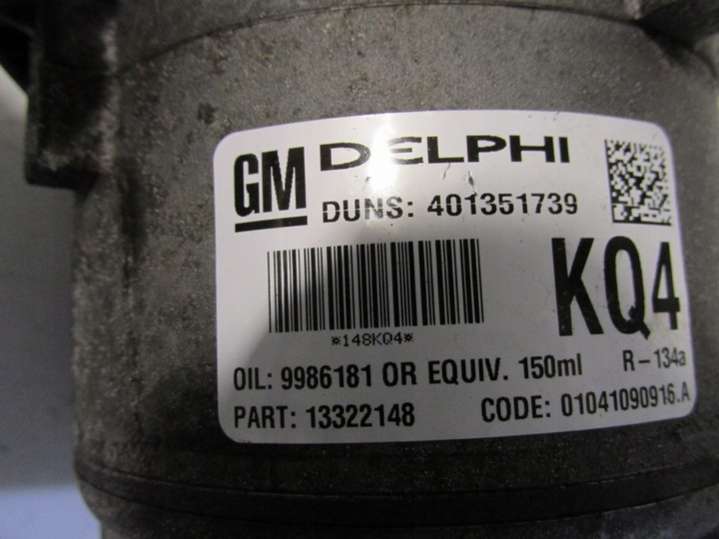 GM DELPHI
DUNS: 401351739
*148KQ4*
KQ4
OIL: 9986181 OR EQUIV. 150ml R-134a
PART: 13322148 CODE: 01041090916.A